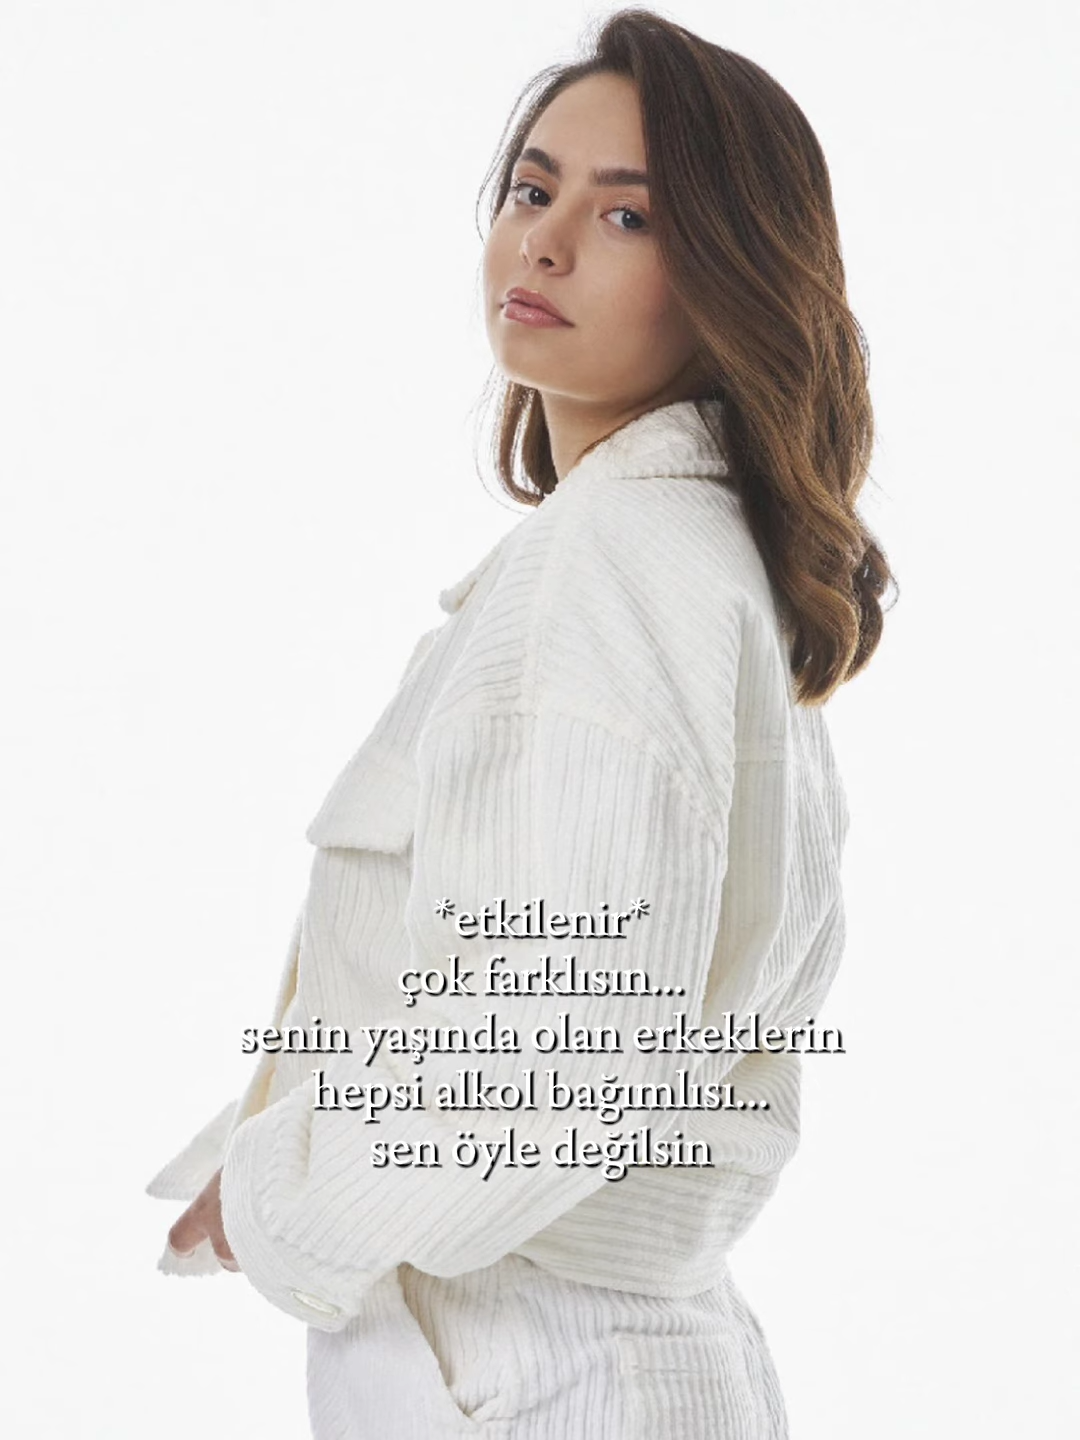 *etkilenir*
çok farklısın...
senin yaşında olan erkeklerin
hepsi alkol bağımlısı...
sen öyle değilsin